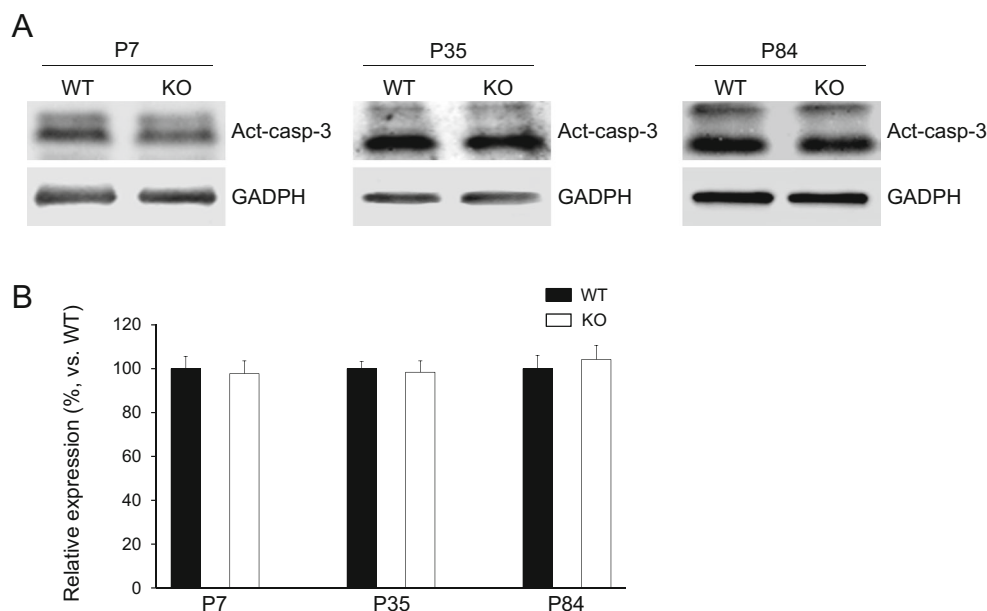 A
P7
P35
P84
WT
KO
WT
KO
WT
KO
Act-casp-3
Act-casp-3
Act-casp-3
GADPH
GADPH
GADPH
B
WT
KO
Relative expression (%, vs. WT)
120
100
80
60
40
20
0
P7
P35
P84